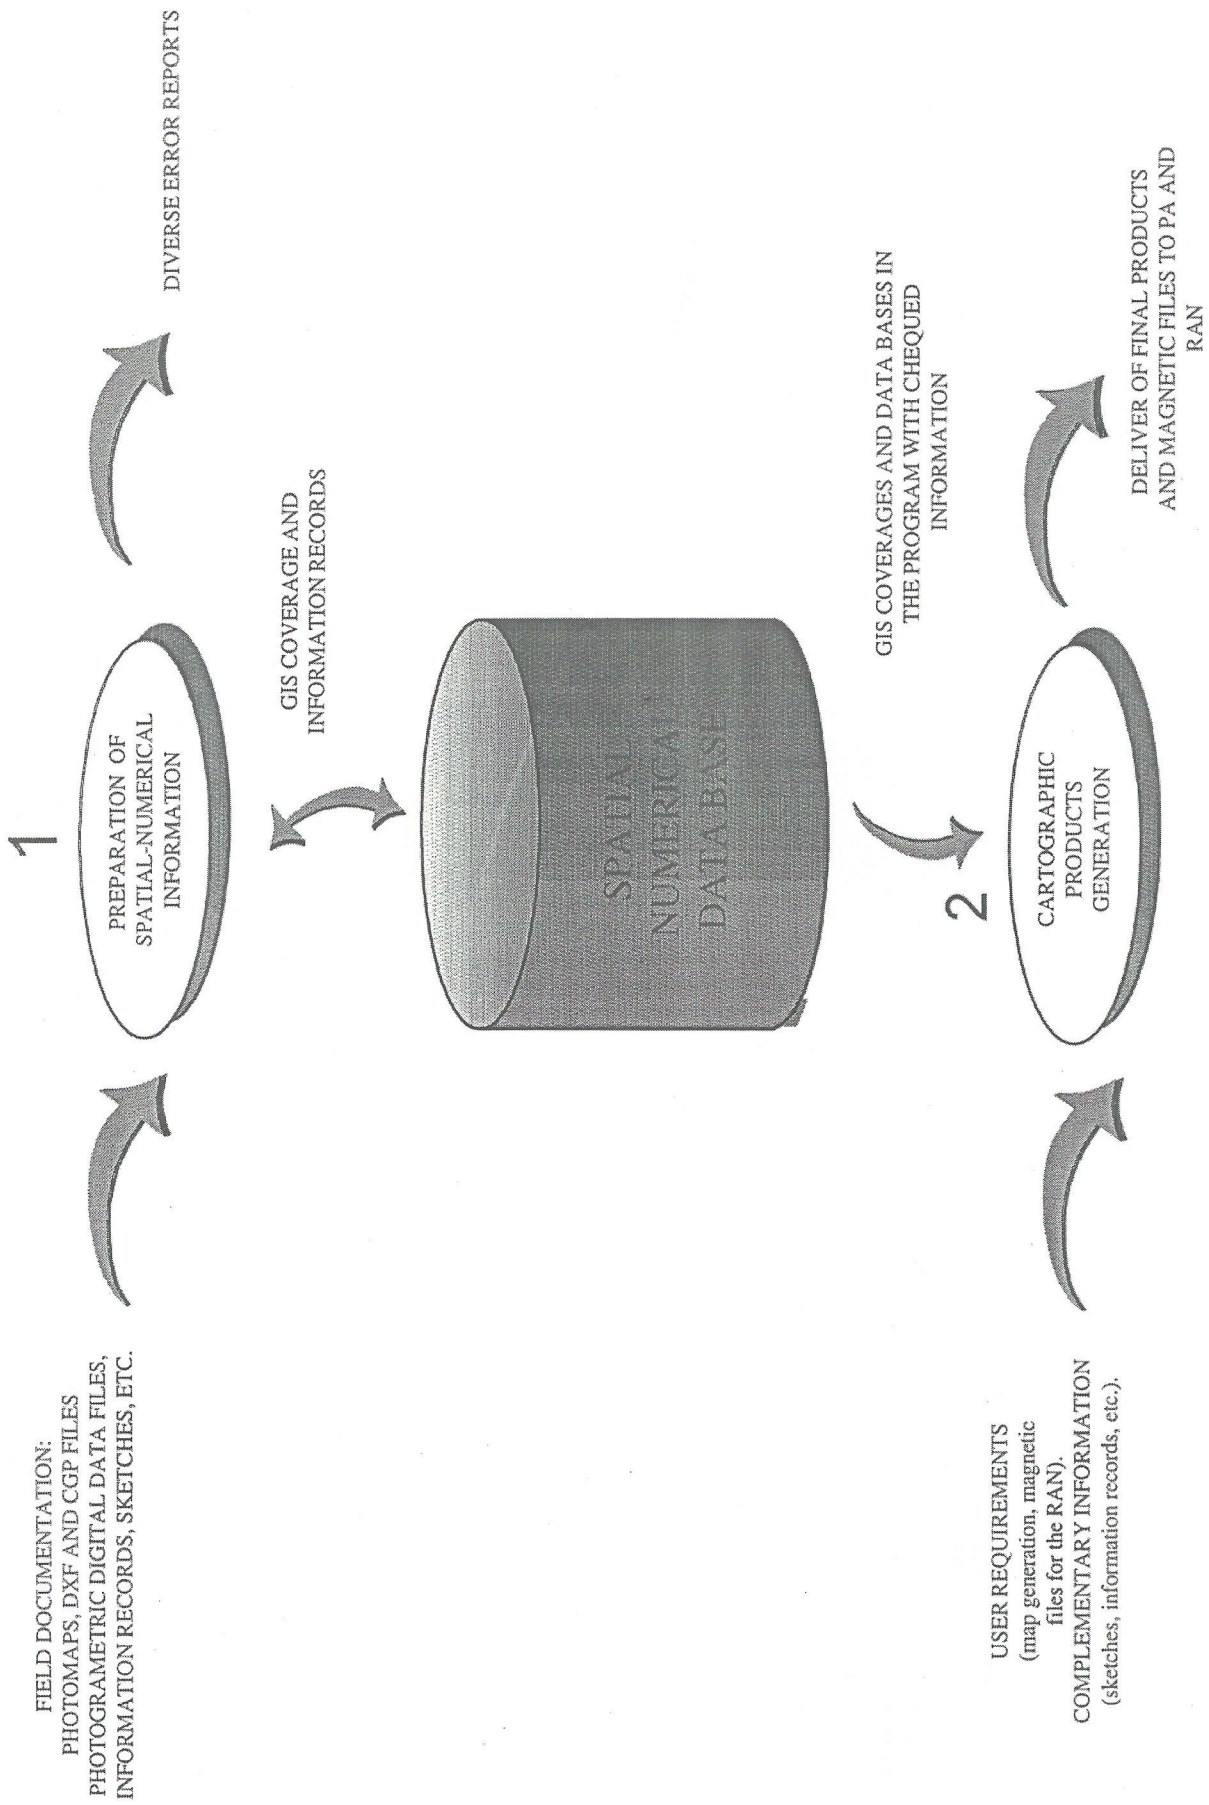 1
FIELD DOCUMENTATION:
PHOTOMAPS, DXF AND CGP FILES
PHOTOGRAMETRIC DIGITAL DATA FILES,
INFORMATION RECORDS, SKETCHES, ETC.
PREPARATION OF
SPATIAL-NUMERICAL
INFORMATION
DIVERSE ERROR REPORTS
GIS COVERAGE AND
INFORMATION RECORDS
SPATIAL
NUMERICAL
DATA BASE
GIS COVERAGES AND DATA BASES IN
THE PROGRAM WITH CHEQUED
INFORMATION
2
USER REQUIREMENTS
(map generation, magnetic
files for the RAN).
COMPLEMENTARY INFORMATION
(sketches, information records, etc.).
CARTOGRAPHIC
PRODUCTS
GENERATION
DELIVER OF FINAL PRODUCTS
AND MAGNETIC FILES TO PA AND
RAN